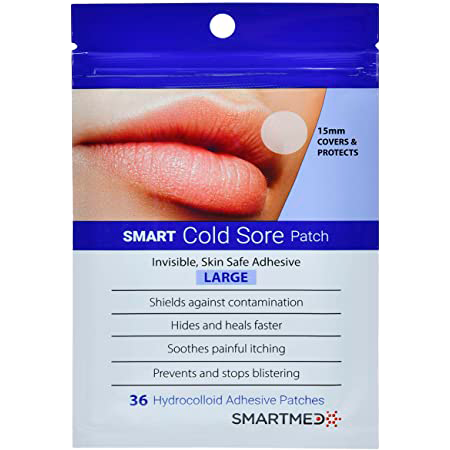 15mm
COVERS &
PROTECTS
SMART Cold Sore Patch
Invisible, Skin Safe Adhesive
LARGE
Shields against contamination
Hides and heals faster
Soothes painful itching
Prevents and stops blistering
36 Hydrocolloid Adhesive Patches
SMARTMED